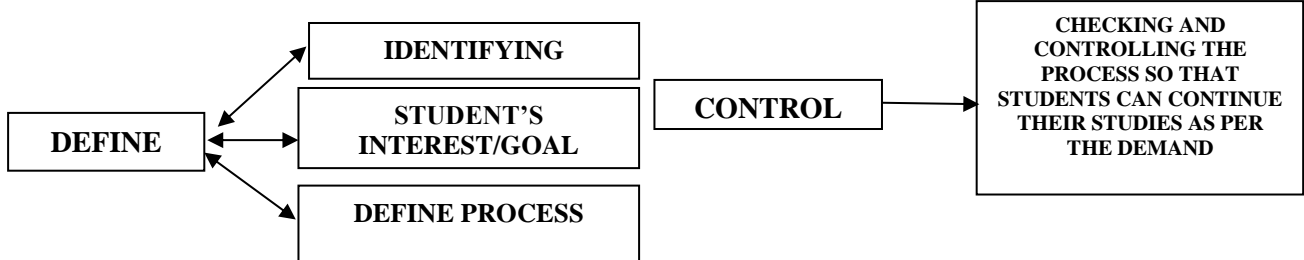 DEFINE
IDENTIFYING
STUDENT'S
INTEREST/GOAL
DEFINE PROCESS
CONTROL
CHECKING AND
CONTROLLING THE
PROCESS SO THAT
STUDENTS CAN CONTINUE
THEIR STUDIES AS PER
THE DEMAND